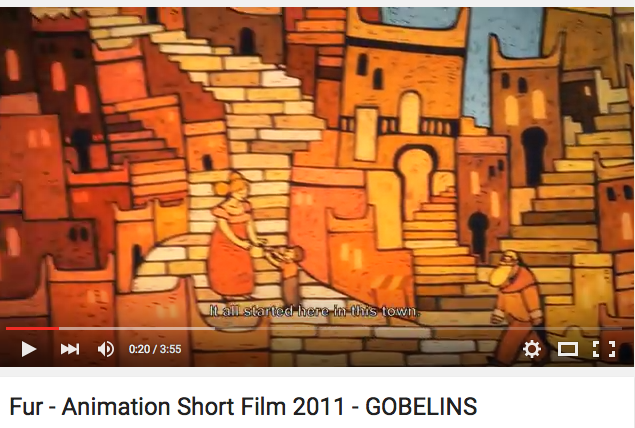 It all started here in this town,
0:20 / 3:55
Fur - Animation Short Film 2011 - GOBELINS